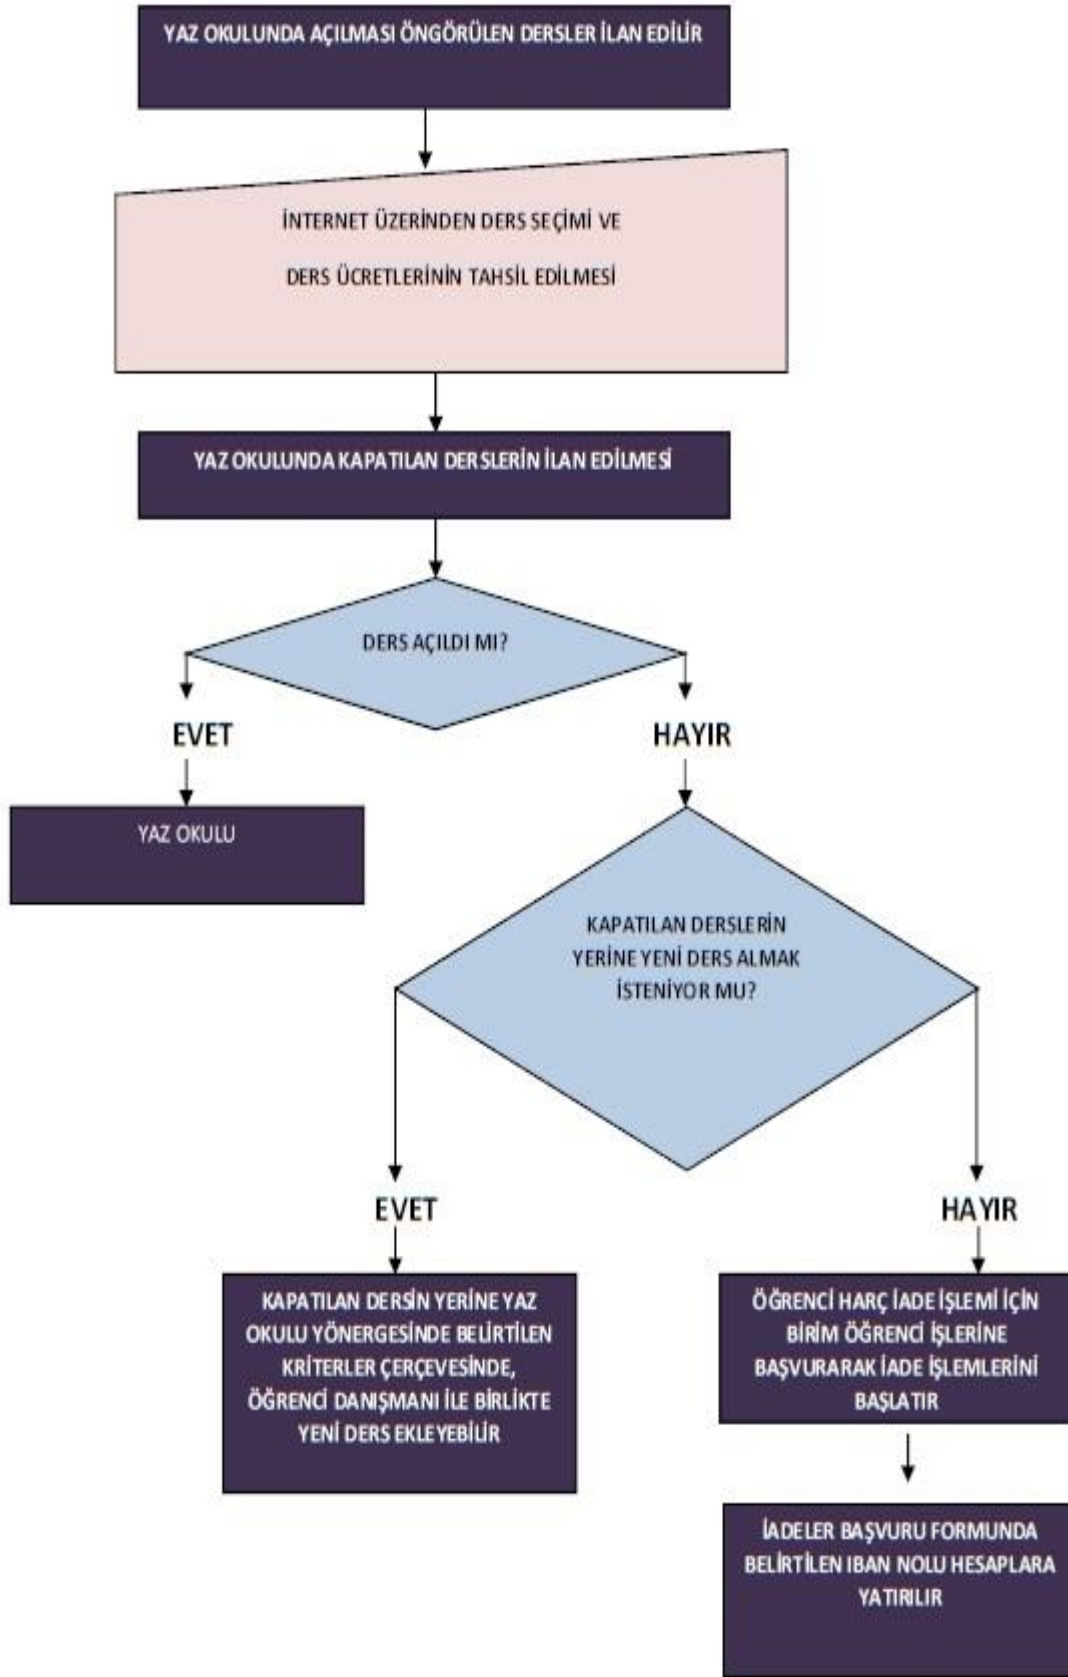 YAZ OKULUNDA AÇILMASI ÖNGÖRÜLEN DERSLER İLAN EDİLİR
İNTERNET ÜZERİNDEN DERS SEÇİMİ VE
DERS ÜCRETLERİNİN TAHSİL EDİLMESİ
YAZ OKULUNDA KAPATILAN DERSLERİN İLAN EDİLMESİ
DERS AÇILDI MI?
EVET
HAYIR
YAZ OKULU
KAPATILAN DERSLERİN
YERİNE YENİ DERS ALMAK
İSTENİYOR MU?
EVET
HAYIR
KAPATILAN DERSİN YERİNE YAZ
OKULU YÖNERGESİNDE BELİRTİLEN
KRİTERLER ÇERÇEVESİNDE,
ÖĞRENCİ DANIŞMANI İLE BİRLİKTE
YENİ DERS EKLEYEBİLİR
ÖĞRENCİ HARÇ İADE İŞLEMİ İÇİN
BİRİM ÖĞRENCİ İŞLERİNE
BAŞVURARAK İADE İŞLEMLERİNİ
BAŞLATIR
İADELER BAŞVURU FORMUNDA
BELİRTİLEN IBAN NOLU HESAPLARA
YATIRILIR